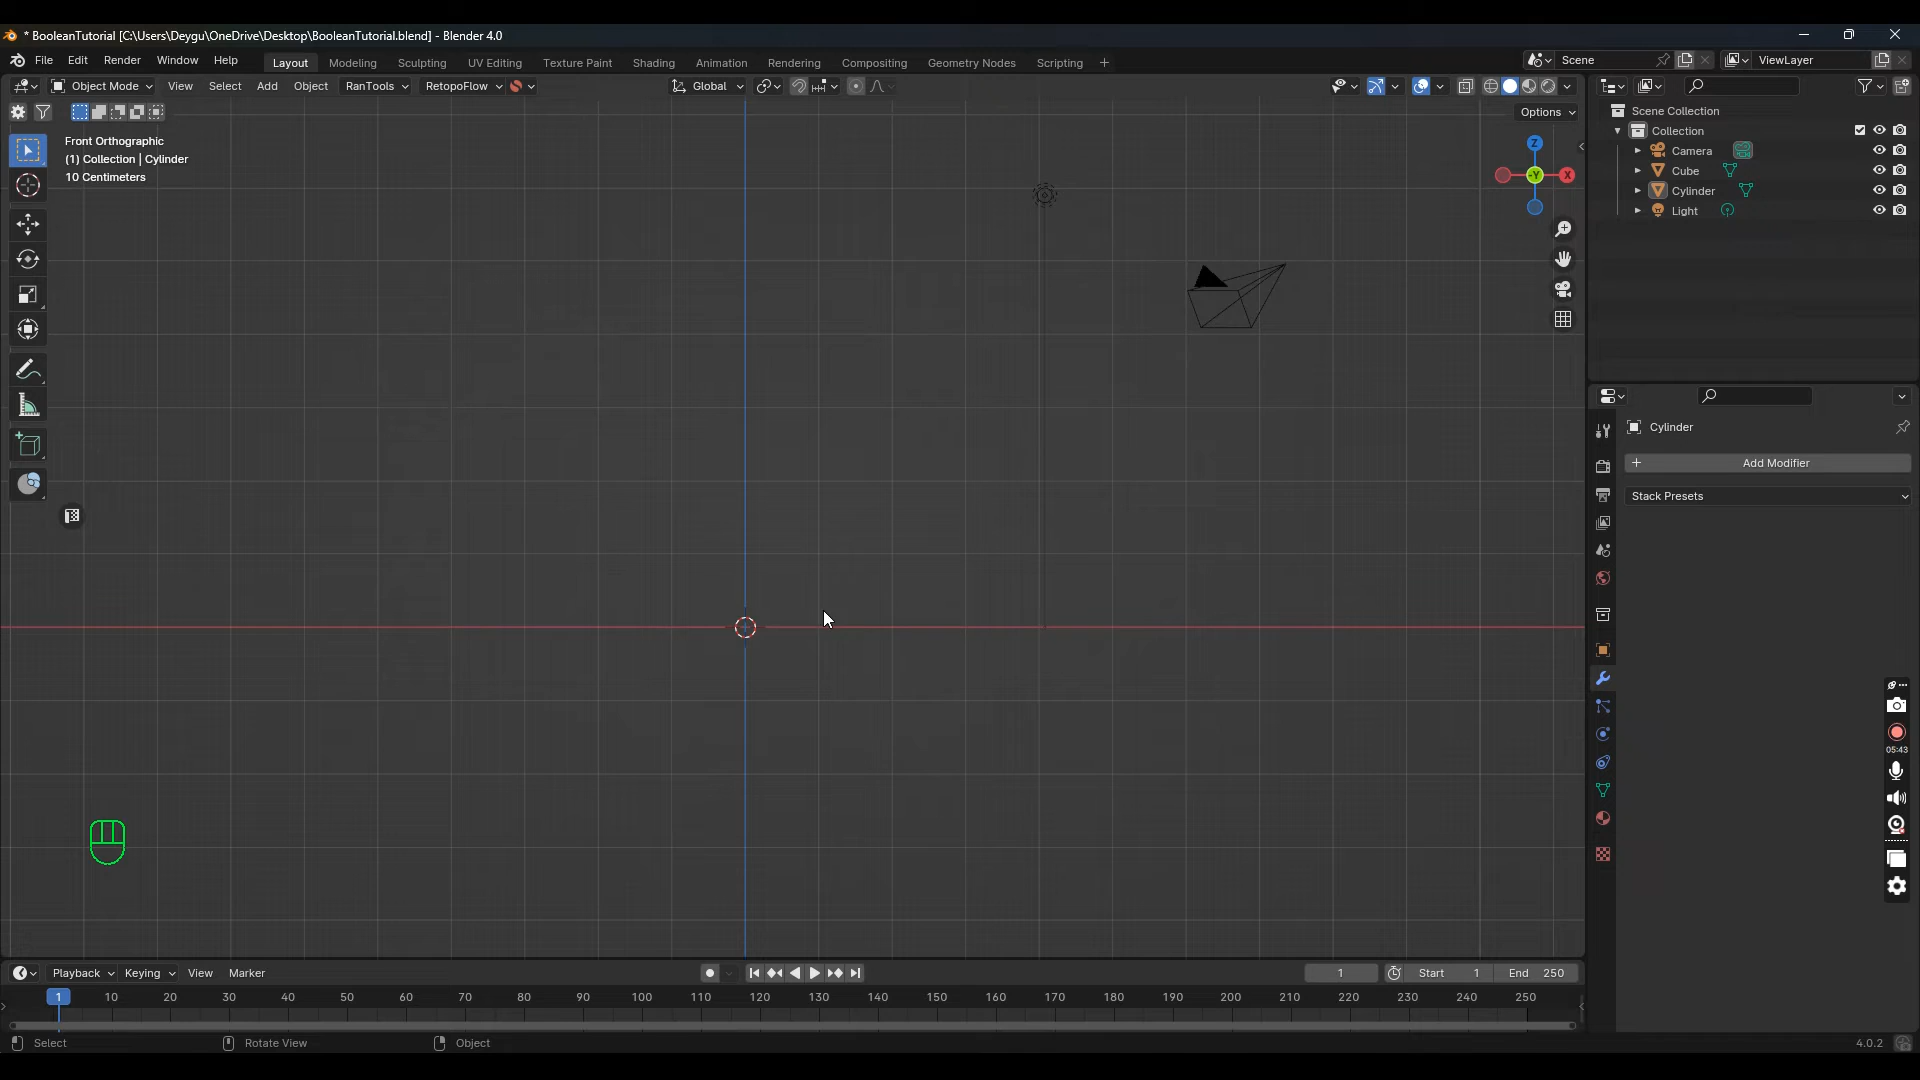 * BooleanTutorial [C:\Users\Deygu\OneDrive\Desktop\BooleanTutorial.blend] - Blender 4.0
File Edit Render Window Help Layout Modeling Sculpting UV Editing Texture Paint Shading Animation Rendering Compositing Geometry Nodes Scripting + Scene ViewLayer
Object Mode View Select Add Object RanTools RetopoFlow Global
Options
Front Orthographic
(1) Collection | Cylinder
10 Centimeters
Z
-Y X
Scene Collection
Collection
Camera
Cube
Cylinder
Light
Cylinder
+ Add Modifier
Stack Presets
05:43
Playback Keying View Marker 1 Start 1 End 250
1 10 20 30 40 50 60 70 80 90 100 110 120 130 140 150 160 170 180 190 200 210 220 230 240 250
Select Rotate View Object 4.0.2